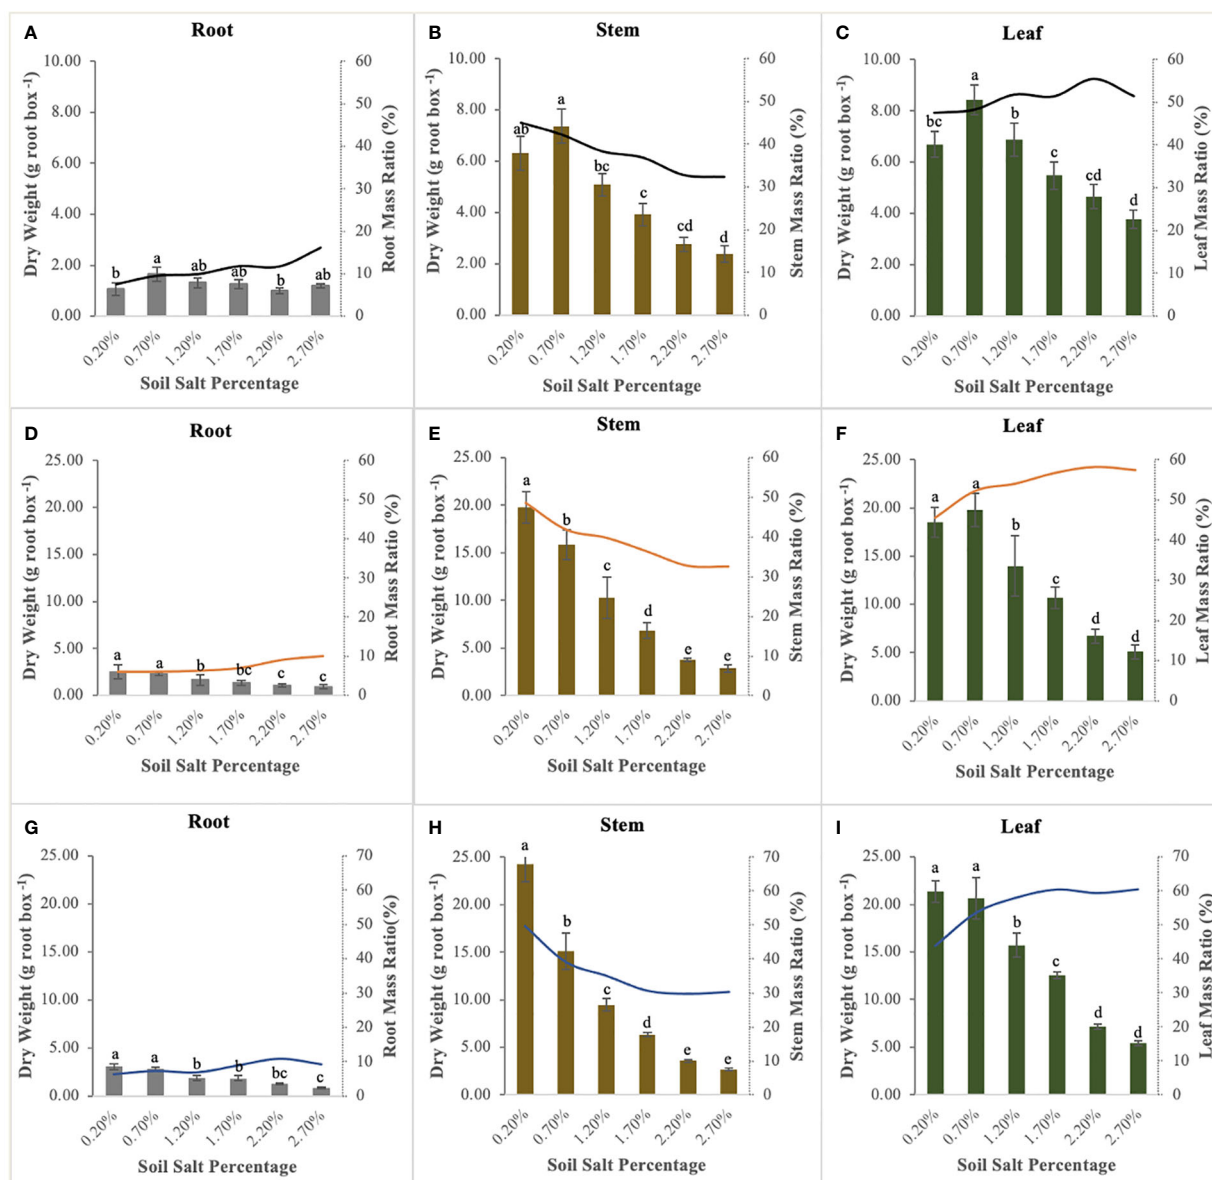 A
Root
Dry Weight (g root box -1)
10.00
8.00
6.00
4.00
2.00
0.00
b a ab ab b ab
60
50
40
30
20
10
0
Root Mass Ratio (%)
0.20% 0.70% 1.20% 1.70% 2.20% 2.70%
Soil Salt Percentage
B
Stem
Dry Weight (g root box -1)
10.00
8.00
6.00
4.00
2.00
0.00
ab a bc c cd d
60
50
40
30
20
10
0
Stem Mass Ratio (%)
0.20% 0.70% 1.20% 1.70% 2.20% 2.70%
Soil Salt Percentage
C
Leaf
Dry Weight (g root box -1)
10.00
8.00
6.00
4.00
2.00
0.00
bc a b c cd d
60
50
40
30
20
10
0
Leaf Mass Ratio (%)
0.20% 0.70% 1.20% 1.70% 2.20% 2.70%
Soil Salt Percentage
D
Root
Dry Weight (g root box -1)
25.00
20.00
15.00
10.00
5.00
0.00
a a b bc c c
60
50
40
30
20
10
0
Root Mass Ratio (%)
0.20% 0.70% 1.20% 1.70% 2.20% 2.70%
Soil Salt Percentage
E
Stem
Dry Weight (g root box -1)
25.00
20.00
15.00
10.00
5.00
0.00
a b c d e e
60
50
40
30
20
10
0
Stem Mass Ratio (%)
0.20% 0.70% 1.20% 1.70% 2.20% 2.70%
Soil Salt Percentage
F
Leaf
Dry Weight (g root box -1)
25.00
20.00
15.00
10.00
5.00
0.00
a a b c d d
60
50
40
30
20
10
0
Leaf Mass Ratio (%)
0.20% 0.70% 1.20% 1.70% 2.20% 2.70%
Soil Salt Percentage
G
Root
Dry Weight (g root box -1)
25.00
20.00
15.00
10.00
5.00
0.00
a a b b bc c
70
60
50
40
30
20
10
0
Root Mass Ratio(%)
0.20% 0.70% 1.20% 1.70% 2.20% 2.70%
Soil Salt Percentage
H
Stem
Dry Weight (g root box -1)
25.00
20.00
15.00
10.00
5.00
0.00
a b c d e e
70
60
50
40
30
20
10
0
Stem Mass Ratio (%)
0.20% 0.70% 1.20% 1.70% 2.20% 2.70%
Soil Salt Percentage
I
Leaf
Dry Weight (g root box -1)
25.00
20.00
15.00
10.00
5.00
0.00
a a b c d d
70
60
50
40
30
20
10
0
Leaf Mass Ratio (%)
0.20% 0.70% 1.20% 1.70% 2.20% 2.70%
Soil Salt Percentage